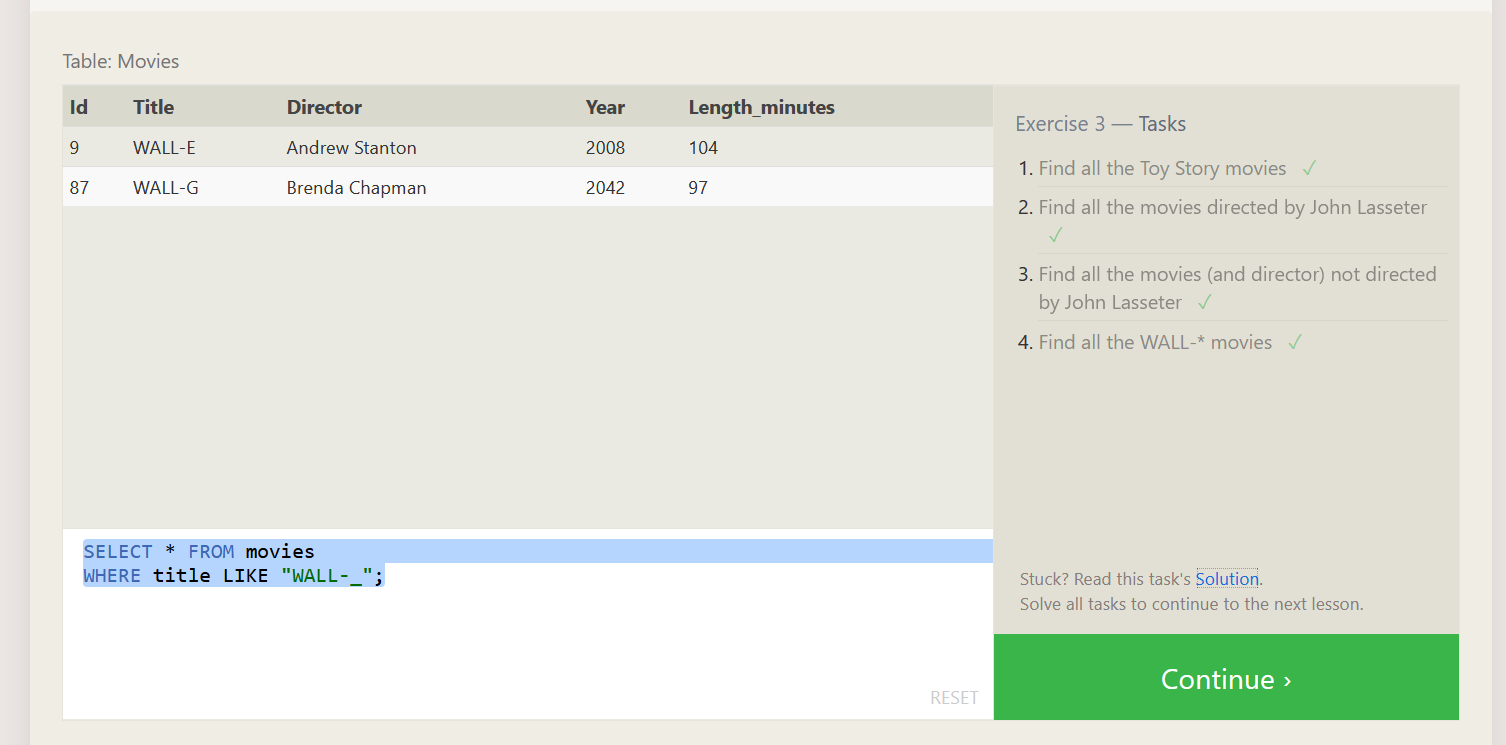 Table: Movies
Id Title Director Year Length_minutes
9 WALL-E Andrew Stanton 2008 104
87 WALL-G Brenda Chapman 2042 97
SELECT * FROM movies
WHERE title LIKE "WALL-_";
RESET
Exercise 3 — Tasks
1. Find all the Toy Story movies ✓
2. Find all the movies directed by John Lasseter
✓
3. Find all the movies (and director) not directed
by John Lasseter ✓
4. Find all the WALL-* movies ✓
Stuck? Read this task's Solution.
Solve all tasks to continue to the next lesson.
Continue ›